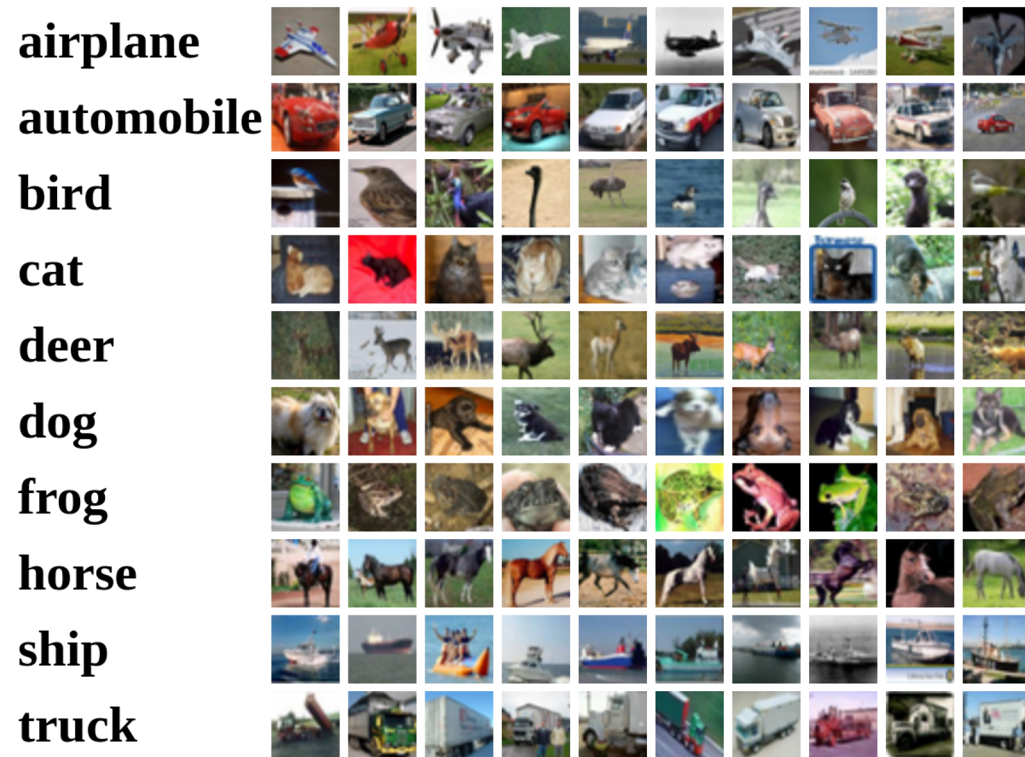 airplane
automobile
bird
cat
deer
dog
frog
horse
ship
truck